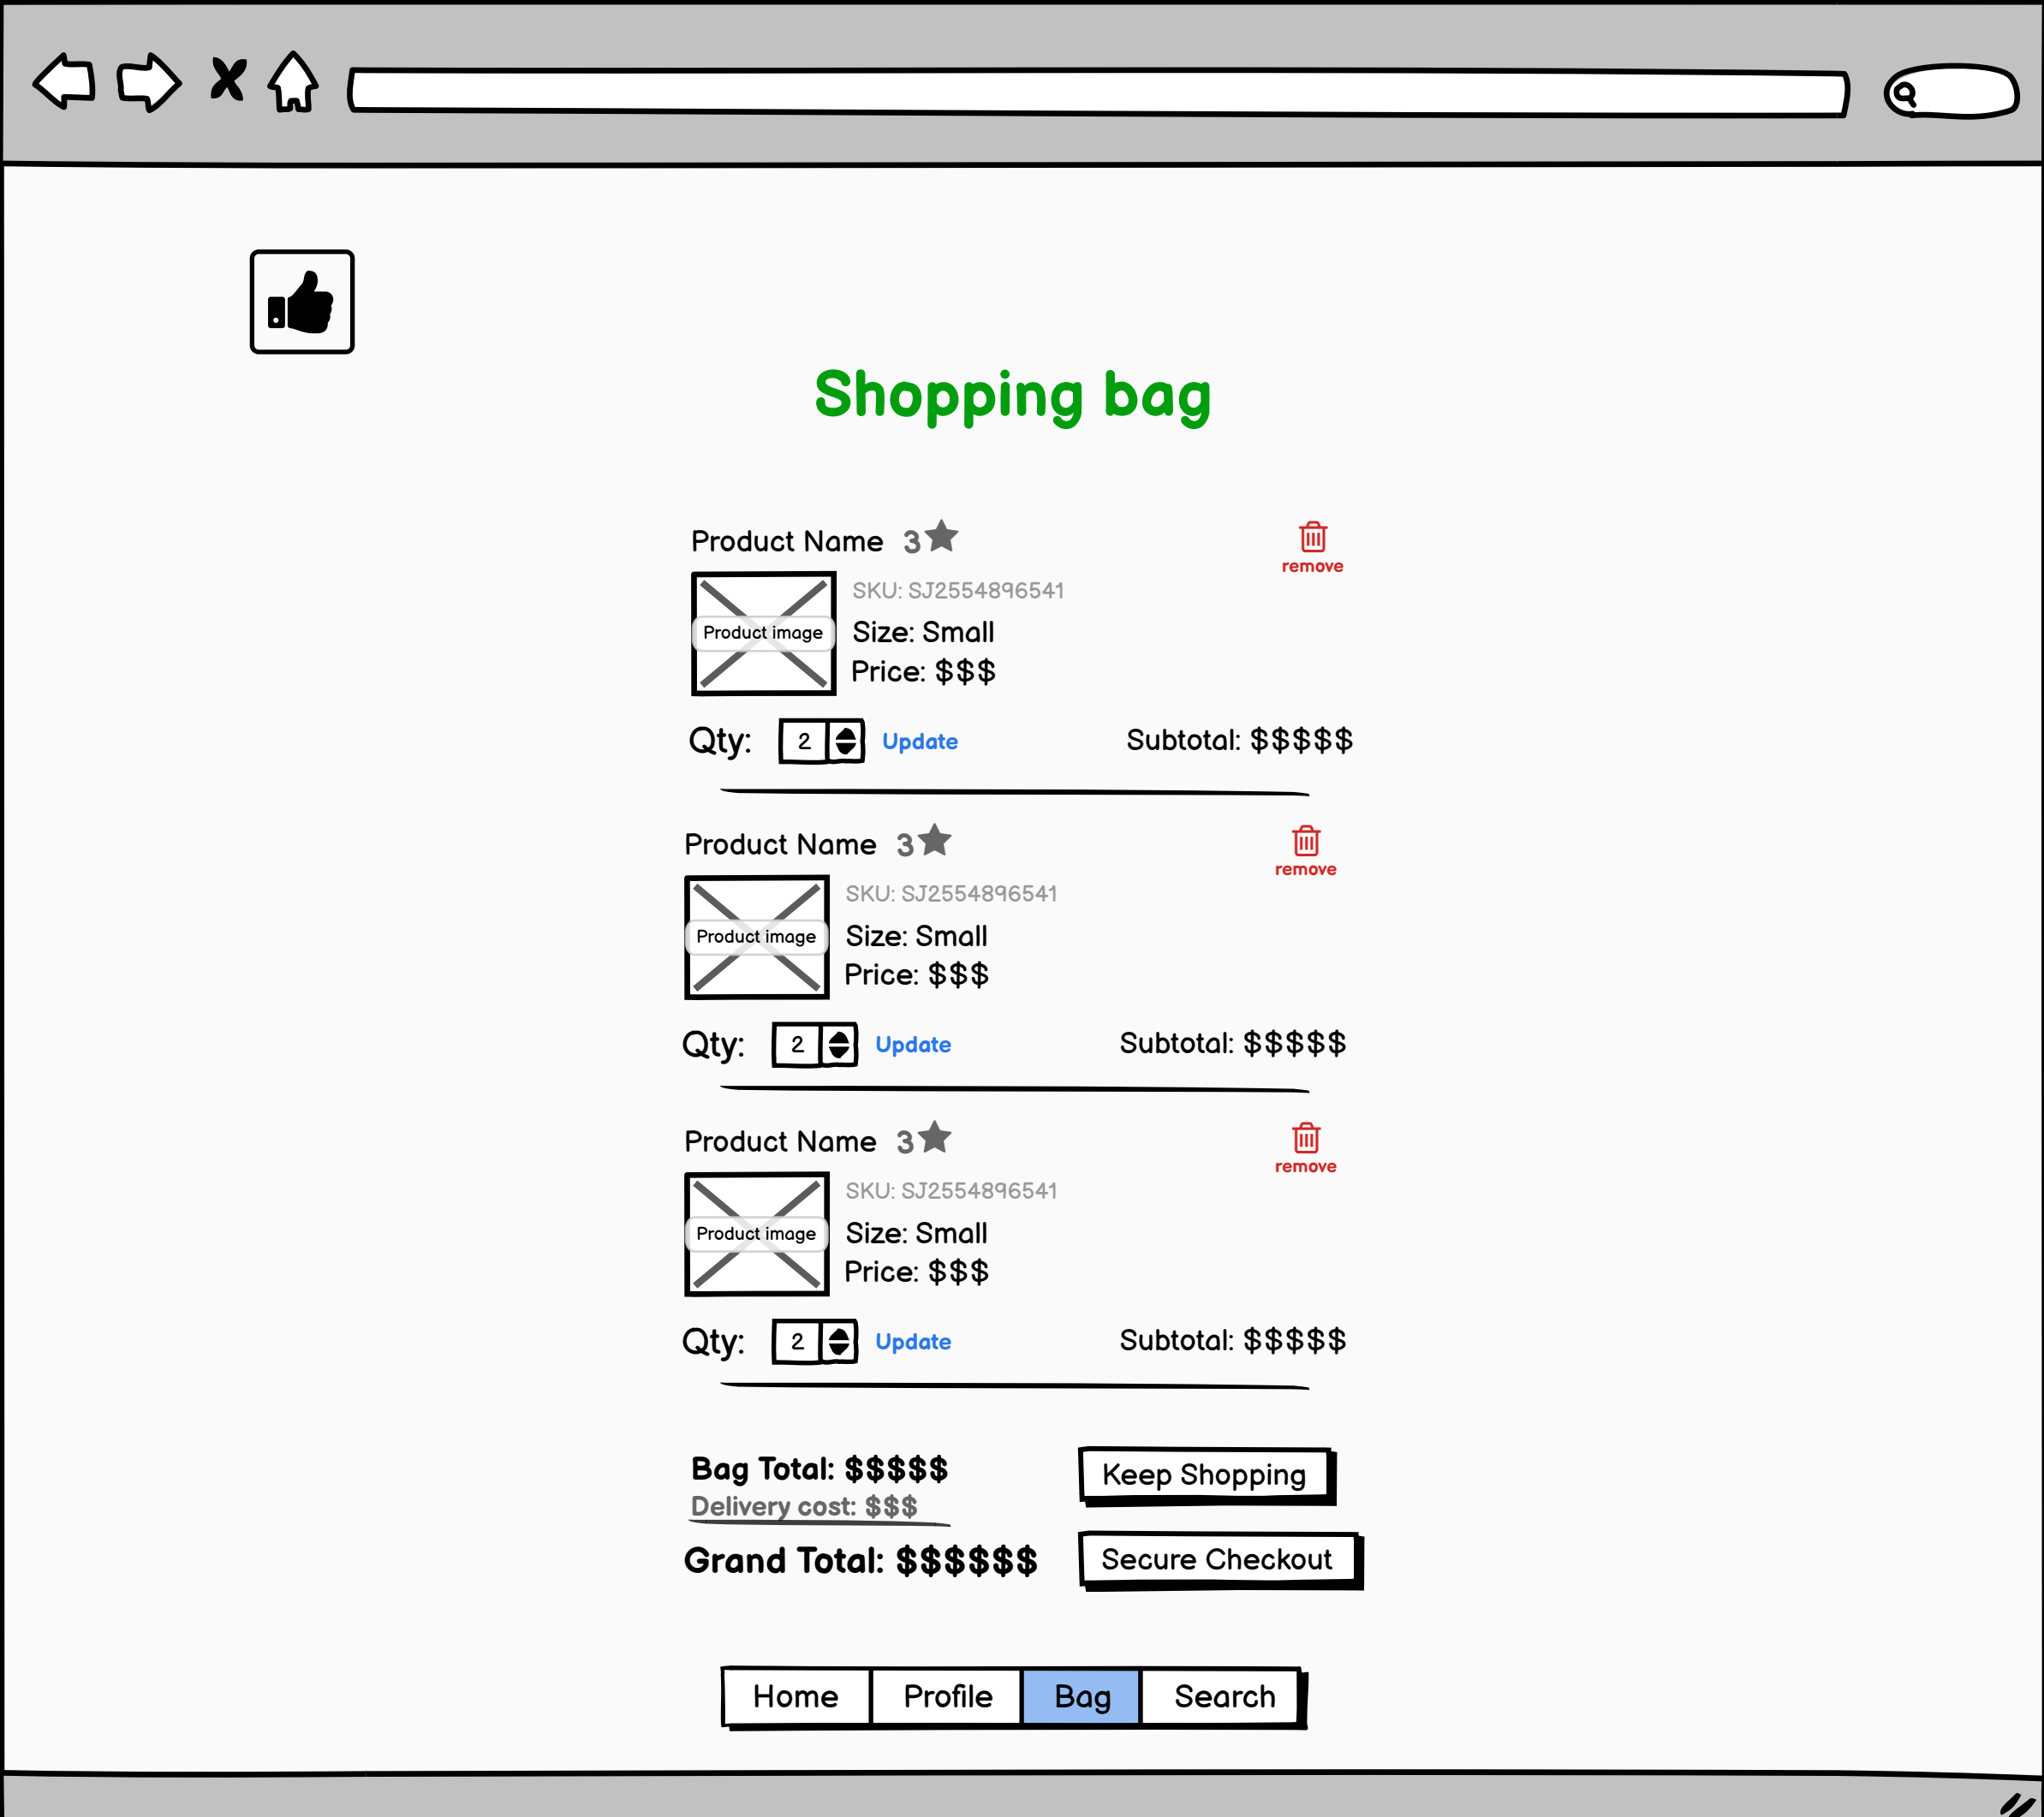 Shopping bag
Product Name 3
remove
SKU: SJ2554896541
Product image
Size: Small
Price: $$$
Qty: 2 Update Subtotal: $$$$$
Product Name 3
remove
SKU: SJ2554896541
Product image
Size: Small
Price: $$$
Qty: 2 Update Subtotal: $$$$$
Product Name 3
remove
SKU: SJ2554896541
Product image
Size: Small
Price: $$$
Qty: 2 Update Subtotal: $$$$$
Bag Total: $$$$$
Keep Shopping
Delivery cost: $$$
Grand Total: $$$$$$
Secure Checkout
Home Profile Bag Search